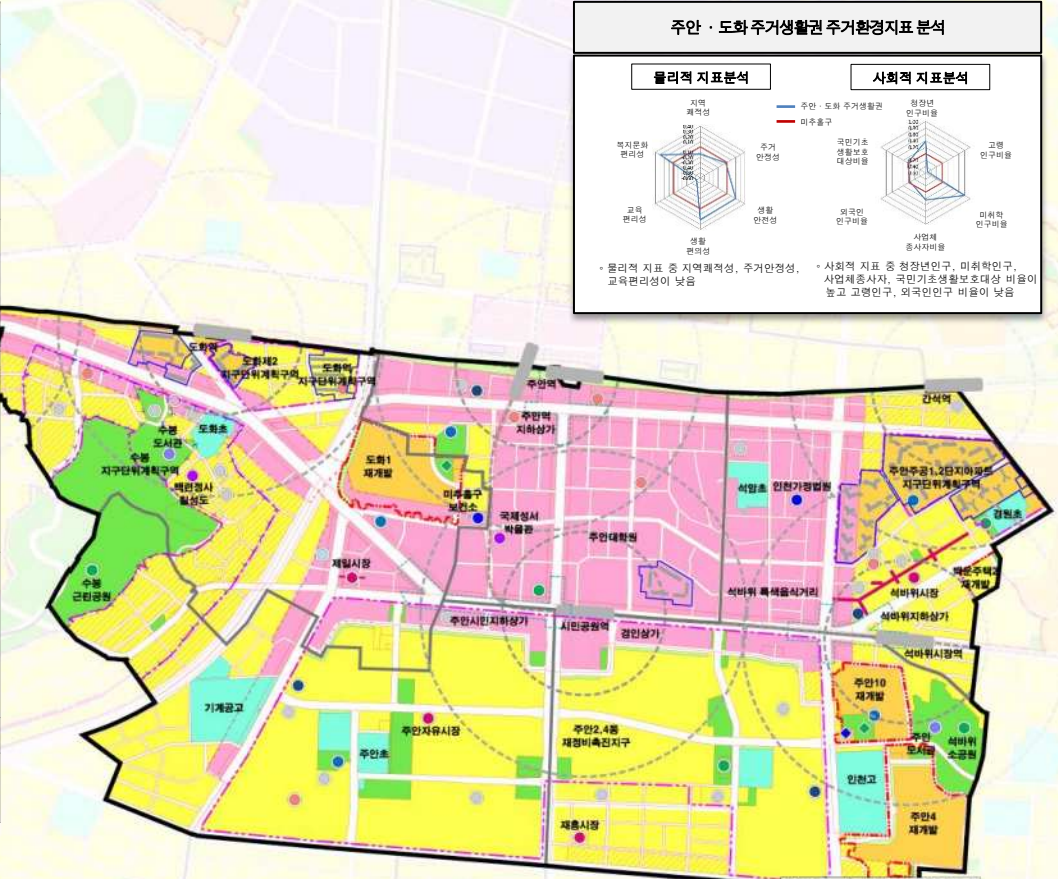 주안 · 도화 주거생활권 주거환경지표 분석
물리적 지표분석
지역
쾌적성
주거
안정성
생활
안전성
생활
편의성
교육
편리성
복지문화
편리성
주안 · 도화 주거생활권
미추홀구
사회적 지표분석
청장년
인구비율
고령
인구비율
미취학
인구비율
사업체
종사자비율
외국인
인구비율
국민기초
생활보호
대상비율
◦ 물리적 지표 중 지역쾌적성, 주거안정성,
교육편리성이 낮음
◦ 사회적 지표 중 청장년인구, 미취학인구,
사업체종사자, 국민기초생활보호대상 비율이
높고 고령인구, 외국인인구 비율이 낮음
도화역
도화제2
지구단위계획구역
도화역
지구단위계획구역
주안역
주안역
지하상가
간석역
수봉
도서관
도화초
수봉
지구단위계획구역
백련정사
칠성도
도화1
재개발
미추홀구
보건소
국제성서
박물관
주안대학원
석암초
인천가정법원
주안주공1,2단지아파트
지구단위계획구역
경원초
수봉
근린공원
제일시장
석바위 특색음식거리
석바위시장
백운주택2
재개발
석바위지하상가
주안시민지하상가
시민공원역
경인상가
석바위시장역
기계공고
주안초
주안자유시장
주안2,4동
재정비촉진지구
주안10
재개발
주안
도서관
석바위
소공원
인천고
주안4
재개발
재흥시장